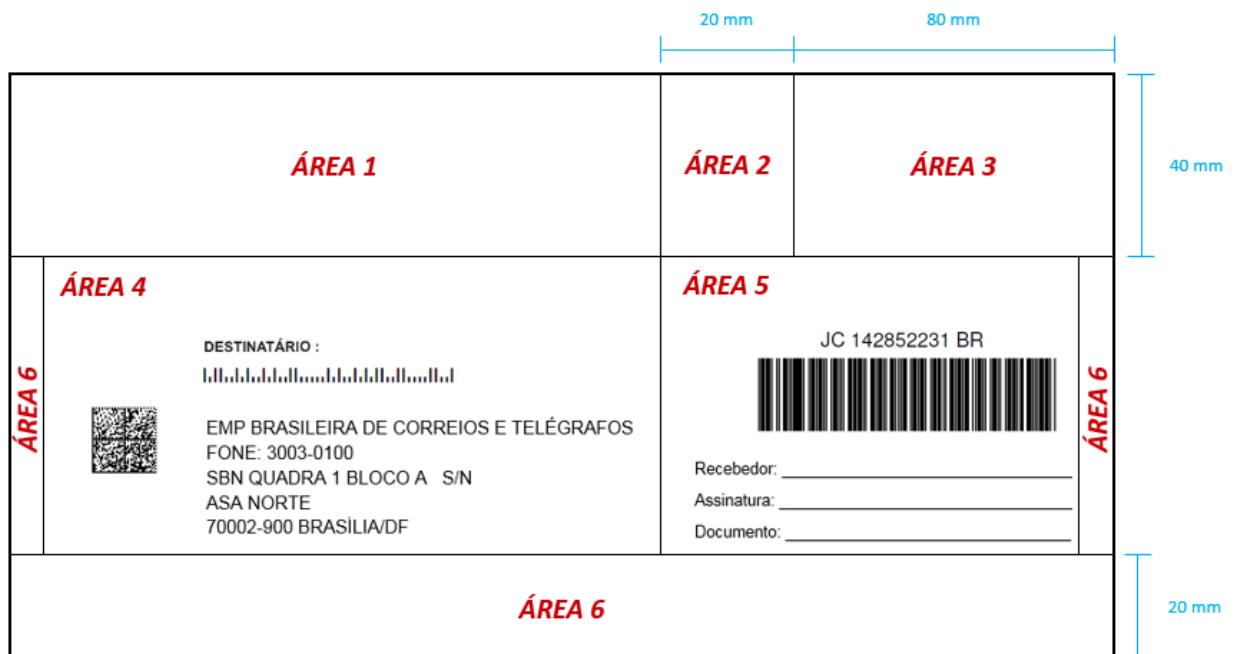 20 mm
80 mm
ÁREA 1
ÁREA 2
ÁREA 3
40 mm
ÁREA 6
ÁREA 4
DESTINATÁRIO :
EMP BRASILEIRA DE CORREIOS E TELÉGRAFOS
FONE: 3003-0100
SBN QUADRA 1 BLOCO A S/N
ASA NORTE
70002-900 BRASÍLIA/DF
ÁREA 5
JC 142852231 BR
Recebedor:
Assinatura:
Documento:
ÁREA 6
ÁREA 6
20 mm